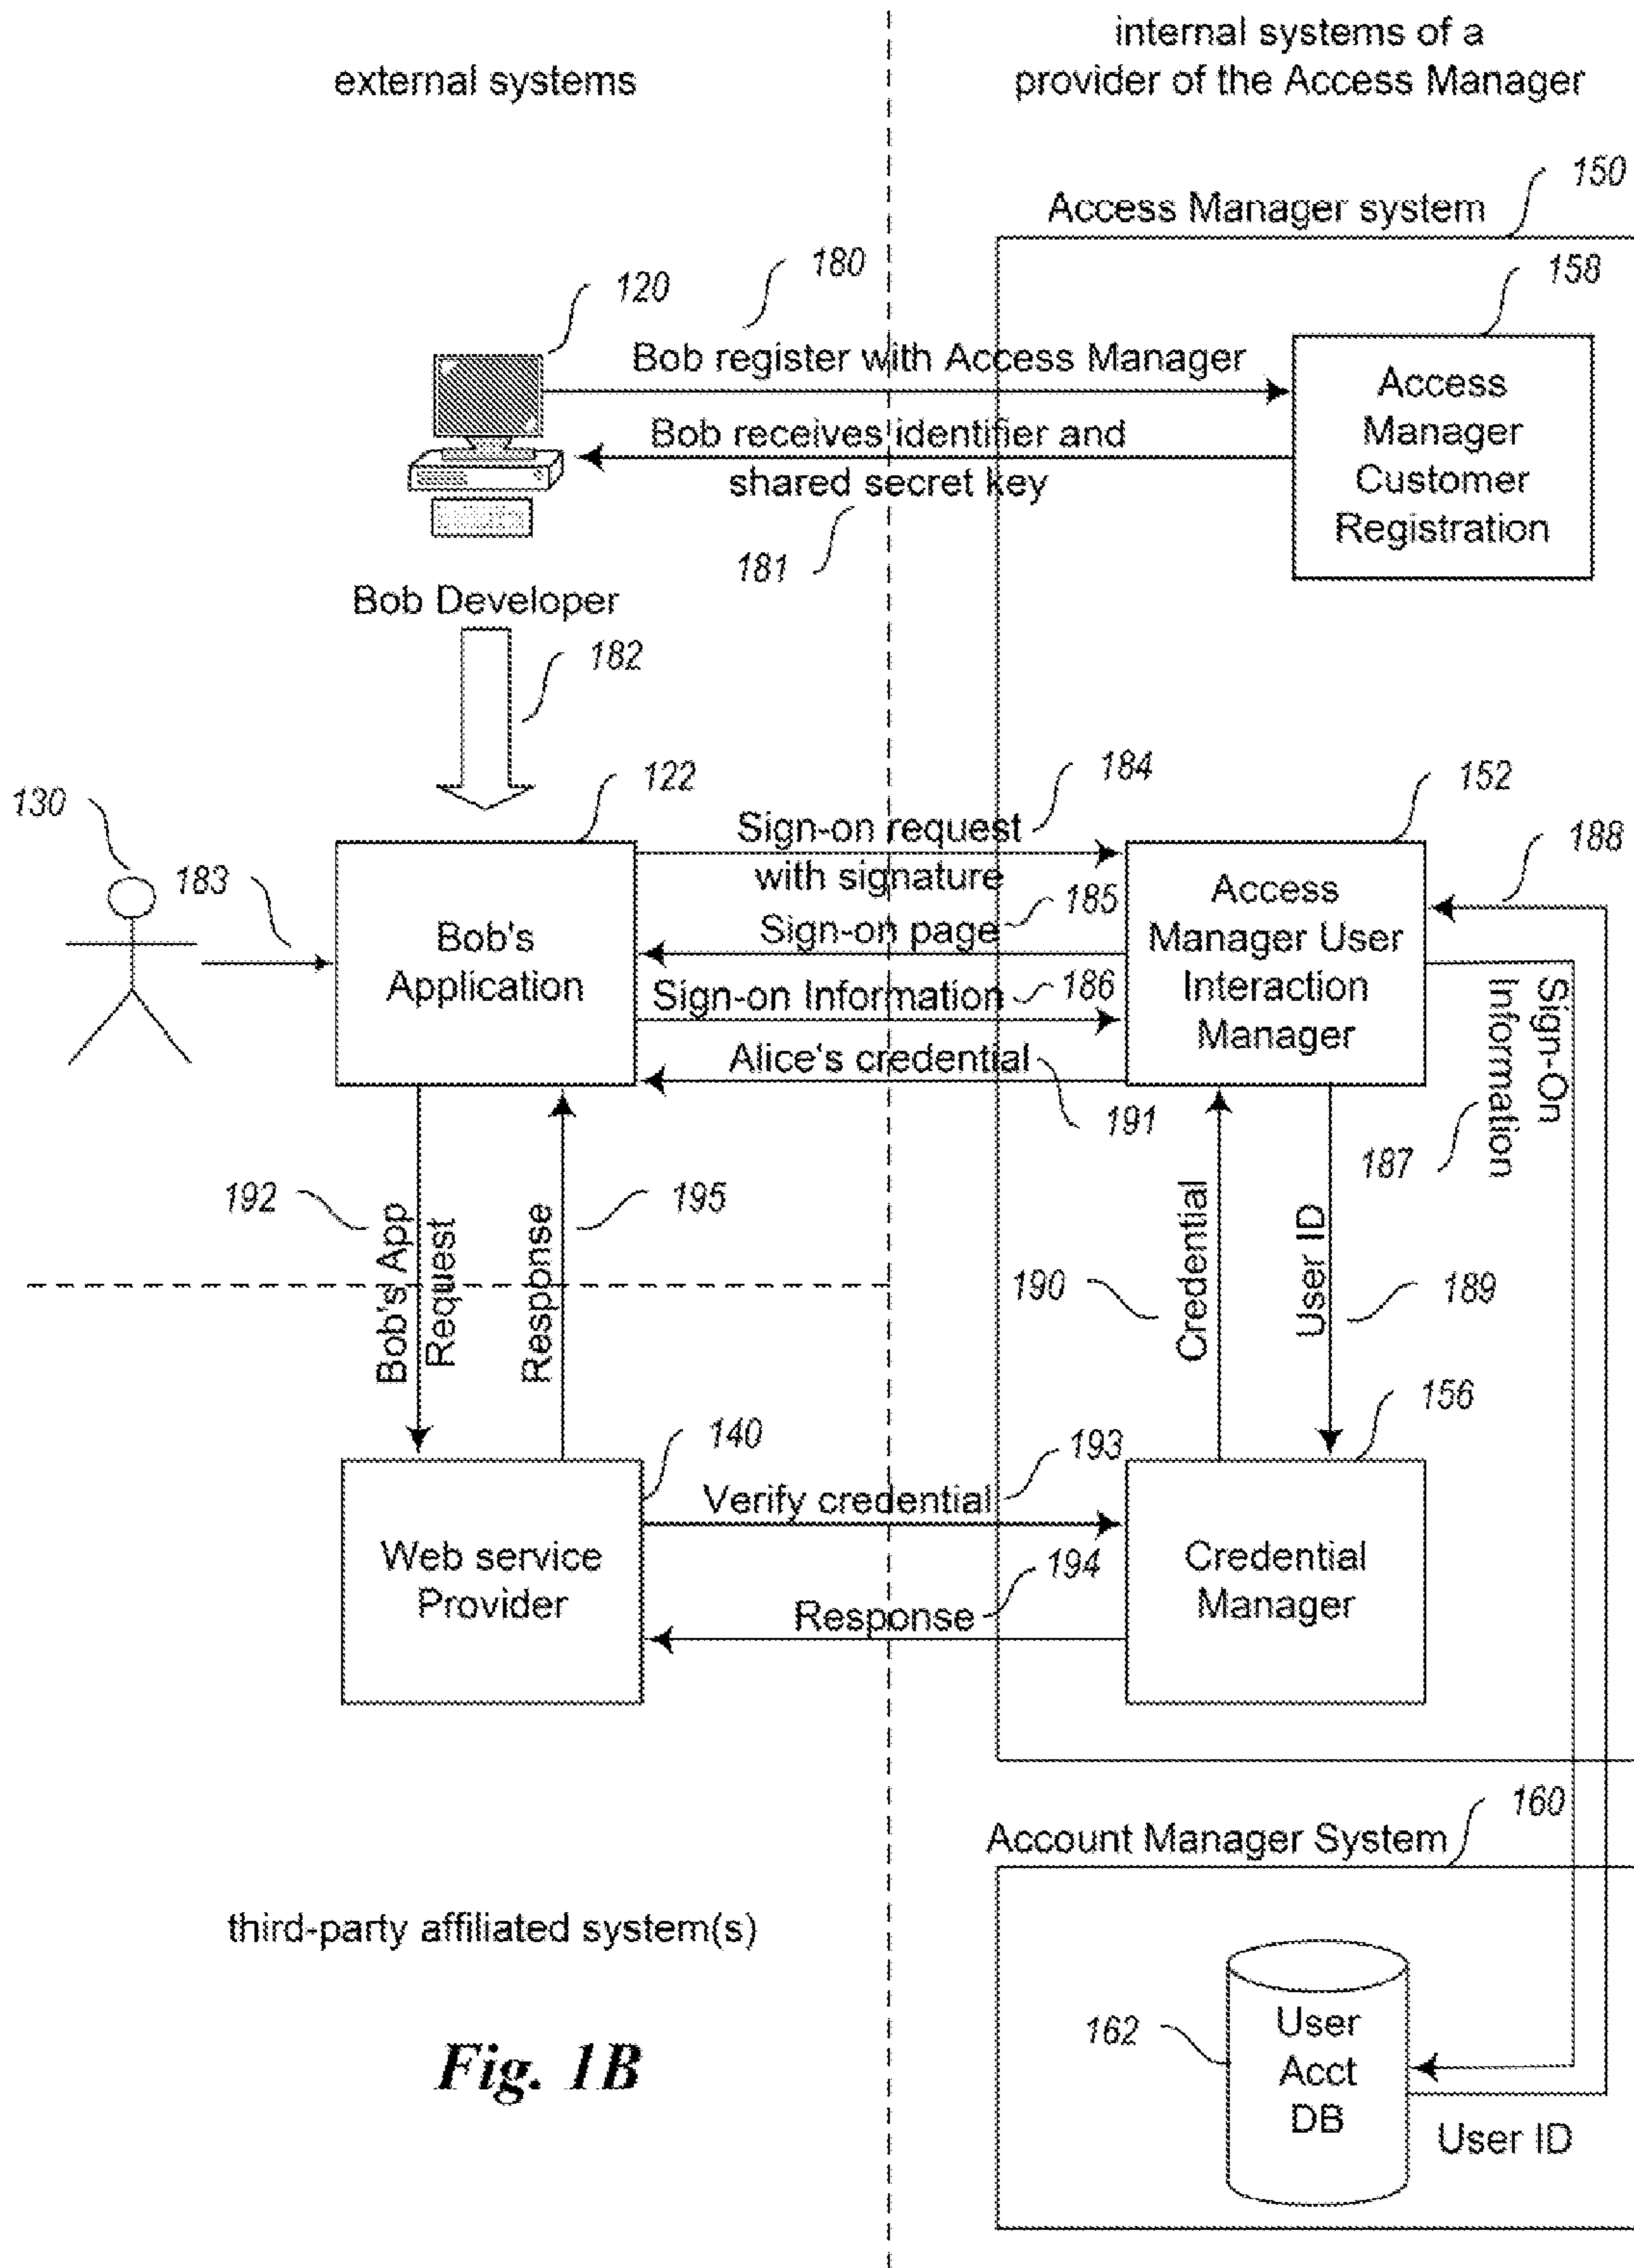 external systems
internal systems of a
provider of the Access Manager
150
Access Manager system
158
180
120
Bob register with Access Manager
Access
Manager
Customer
Registration
Bob receives identifier and
shared secret key
181
Bob Developer
182
184
152
122
130
188
183
Sign-on request
with signature
185
Sign-on page
Bob's
Application
Access
Manager User
Interaction
Manager
Sign-on Information
186
Alice's credential
191
Sign-On
Information
187
192
195
Bob's App
Request
Response
190
Credential
User ID
189
156
140
193
Verify credential
Web service
Provider
194
Credential
Manager
Response
160
Account Manager System
third-party affiliated system(s)
162
User
Acct
DB
User ID
Fig. 1B